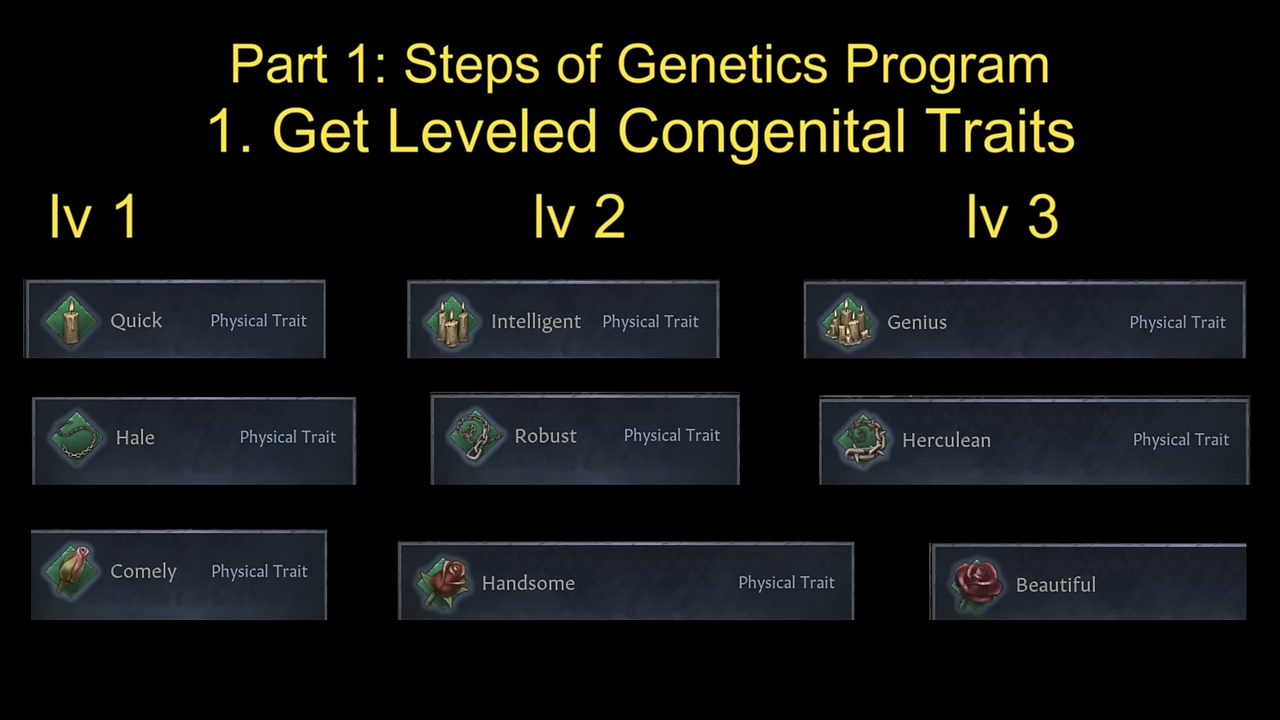 Part 1: Steps of Genetics Program
1. Get Leveled Congenital Traits
lv 1 lv 2 lv 3
Quick Physical Trait Intelligent Physical Trait Genius Physical Trait
Hale Physical Trait Robust Physical Trait Herculean Physical Trait
Comely Physical Trait Handsome Physical Trait Beautiful